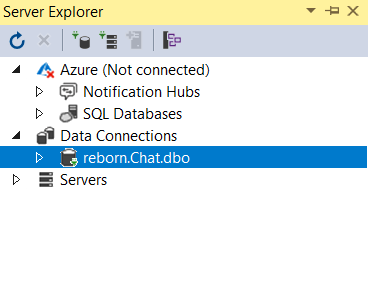 Server Explorer
Azure (Not connected)
Notification Hubs
SQL Databases
Data Connections
reborn.Chat.dbo
Servers